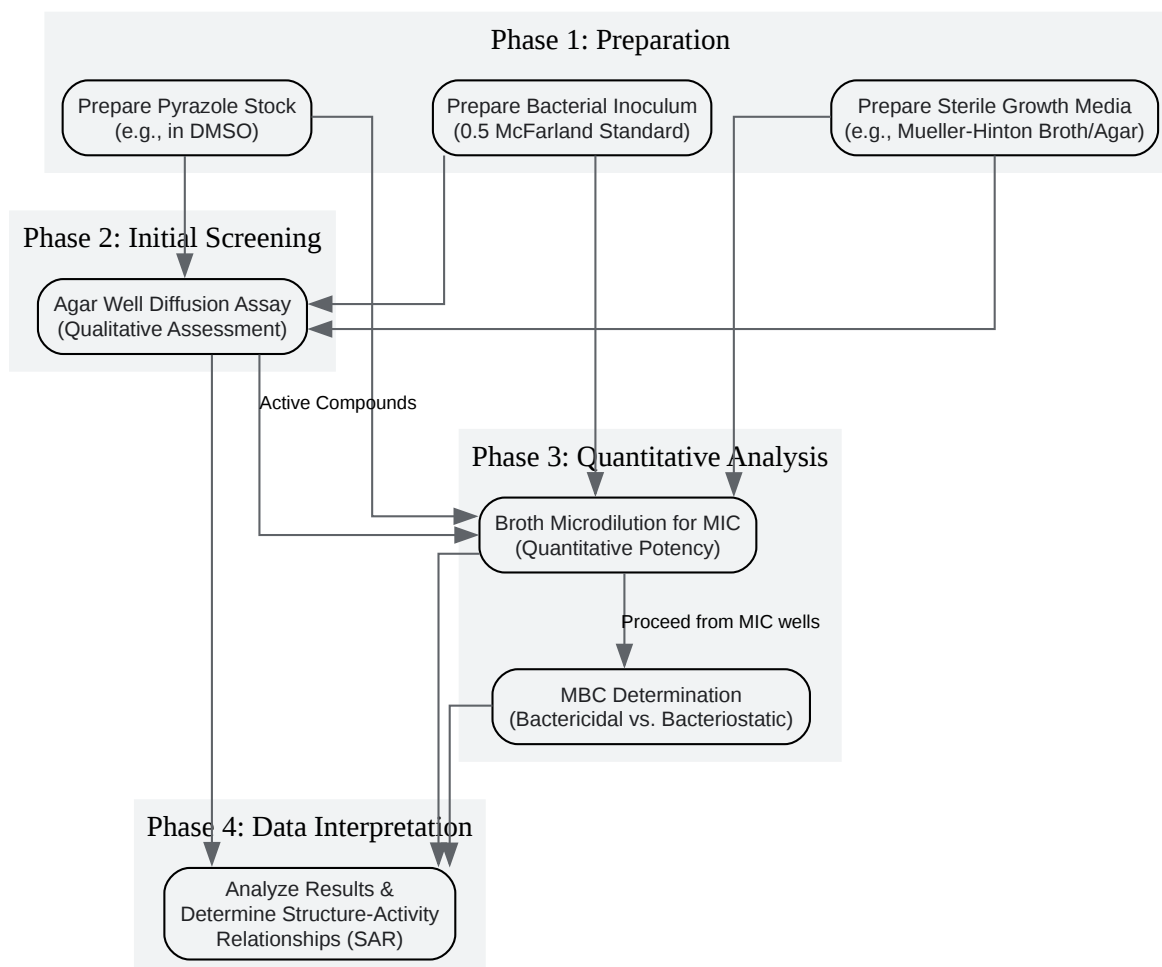 Phase 1: Preparation
Prepare Pyrazole Stock
(e.g., in DMSO)
Prepare Bacterial Inoculum
(0.5 McFarland Standard)
Prepare Sterile Growth Media
(e.g., Mueller-Hinton Broth/Agar)
Phase 2: Initial Screening
Agar Well Diffusion Assay
(Qualitative Assessment)
Active Compounds
Phase 3: Quantitative Analysis
Broth Microdilution for MIC
(Quantitative Potency)
Proceed from MIC wells
MBC Determination
(Bactericidal vs. Bacteriostatic)
Phase 4: Data Interpretation
Analyze Results &
Determine Structure-Activity
Relationships (SAR)